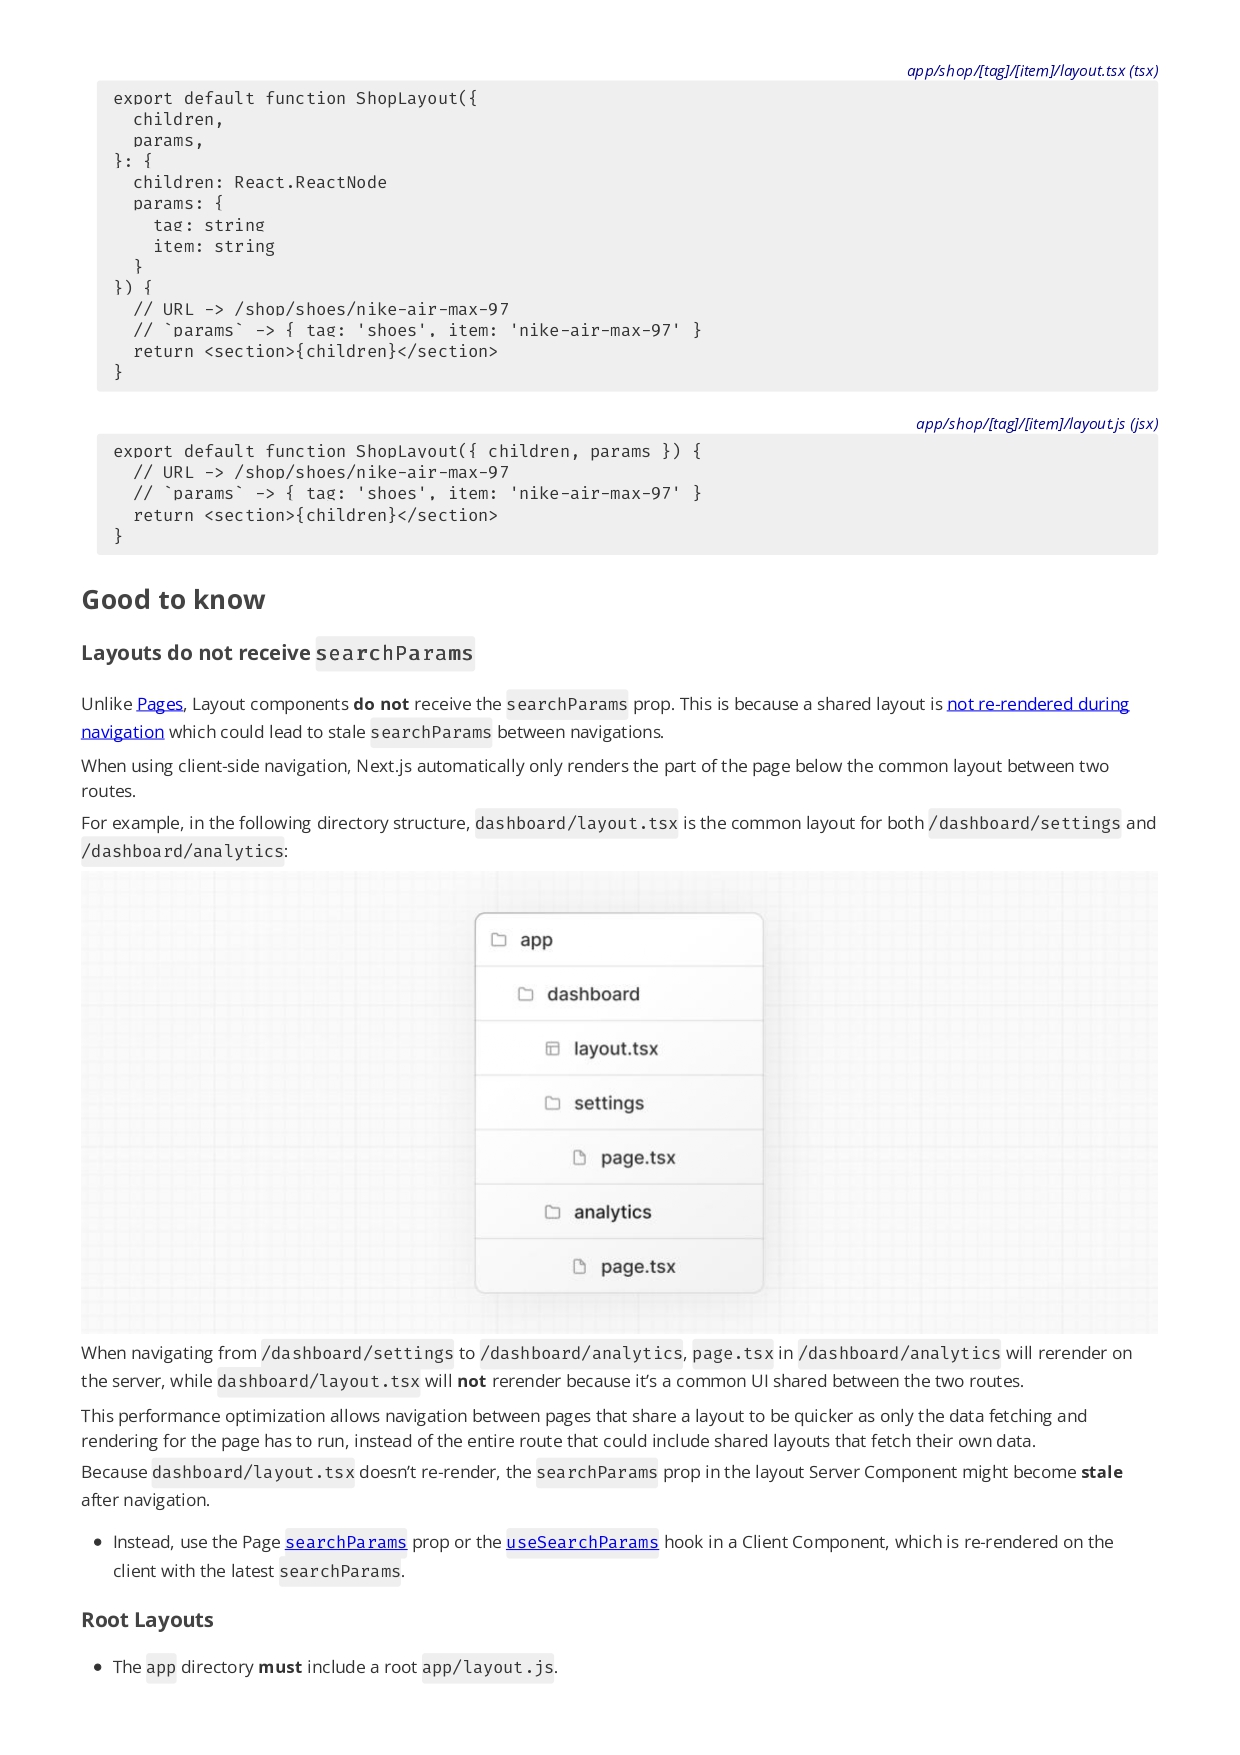 app/shop/[tag]/[item]/layout.tsx (tsx)
export default function ShopLayout({
  children,
  params,
}: {
  children: React.ReactNode
  params: {
    tag: string
    item: string
  }
}) {
  // URL -> /shop/shoes/nike-air-max-97
  // `params` -> { tag: 'shoes', item: 'nike-air-max-97' }
  return <section>{children}</section>
}
app/shop/[tag]/[item]/layout.js (jsx)
export default function ShopLayout({ children, params }) {
  // URL -> /shop/shoes/nike-air-max-97
  // `params` -> { tag: 'shoes', item: 'nike-air-max-97' }
  return <section>{children}</section>
}
Good to know
Layouts do not receive searchParams
Unlike Pages, Layout components do not receive the searchParams prop. This is because a shared layout is not re-rendered during
navigation which could lead to stale searchParams between navigations.
When using client-side navigation, Next.js automatically only renders the part of the page below the common layout between two
routes.
For example, in the following directory structure, dashboard/layout.tsx is the common layout for both /dashboard/settings and
/dashboard/analytics:
app
dashboard
layout.tsx
settings
page.tsx
analytics
page.tsx
When navigating from /dashboard/settings to /dashboard/analytics, page.tsx in /dashboard/analytics will rerender on
the server, while dashboard/layout.tsx will not rerender because it’s a common UI shared between the two routes.
This performance optimization allows navigation between pages that share a layout to be quicker as only the data fetching and
rendering for the page has to run, instead of the entire route that could include shared layouts that fetch their own data.
Because dashboard/layout.tsx doesn’t re-render, the searchParams prop in the layout Server Component might become stale
after navigation.
• Instead, use the Page searchParams prop or the useSearchParams hook in a Client Component, which is re-rendered on the
client with the latest searchParams.
Root Layouts
• The app directory must include a root app/layout.js.